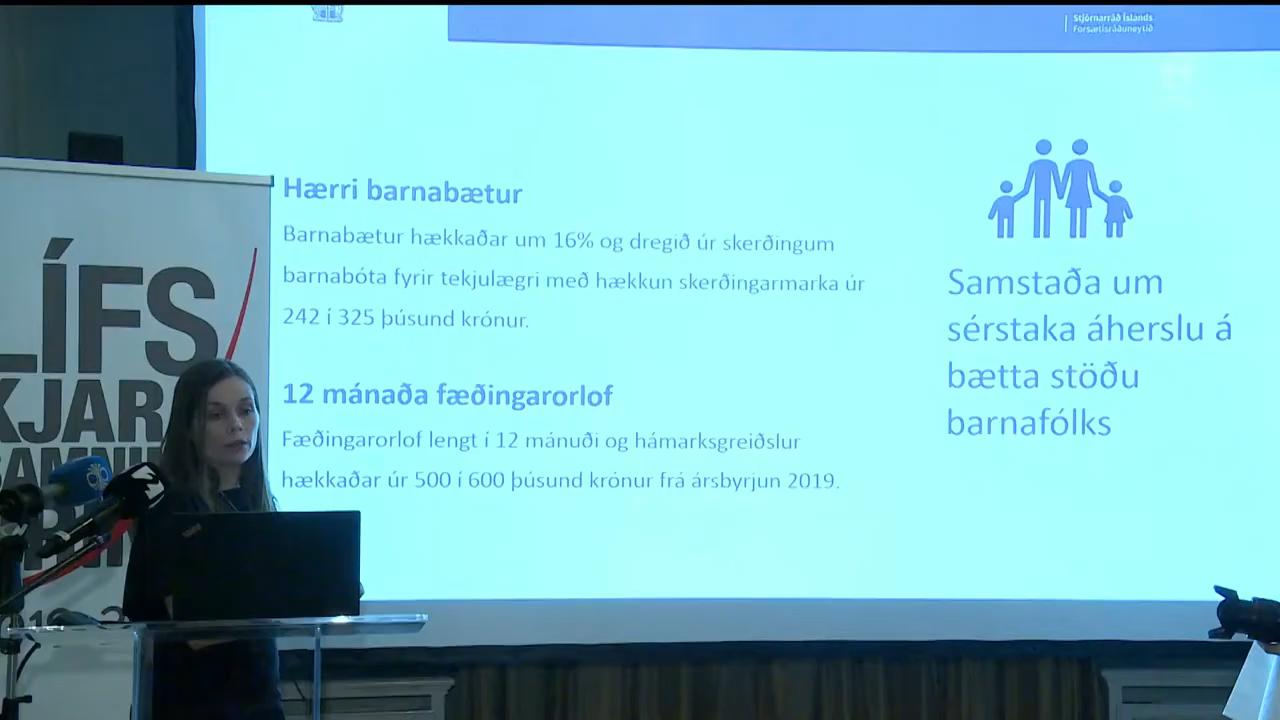 Stjórnarráð Íslands
Forsætisráðuneytið
Hærri barnabætur
Barnabætur hækkaðar um 16% og dregið úr skerðingum
barnabóta fyrir tekjulægri með hækkun skerðingarmarka úr
242 í 325 þúsund krónur.
12 mánaða fæðingarorlof
Fæðingarorlof lengt í 12 mánuði og hámarksgreiðslur
hækkaðar úr 500 í 600 þúsund krónur frá ársbyrjun 2019.
Samstaða um
sérstaka áherslu á
bætta stöðu
barnafólks
LÍFS
KJARA